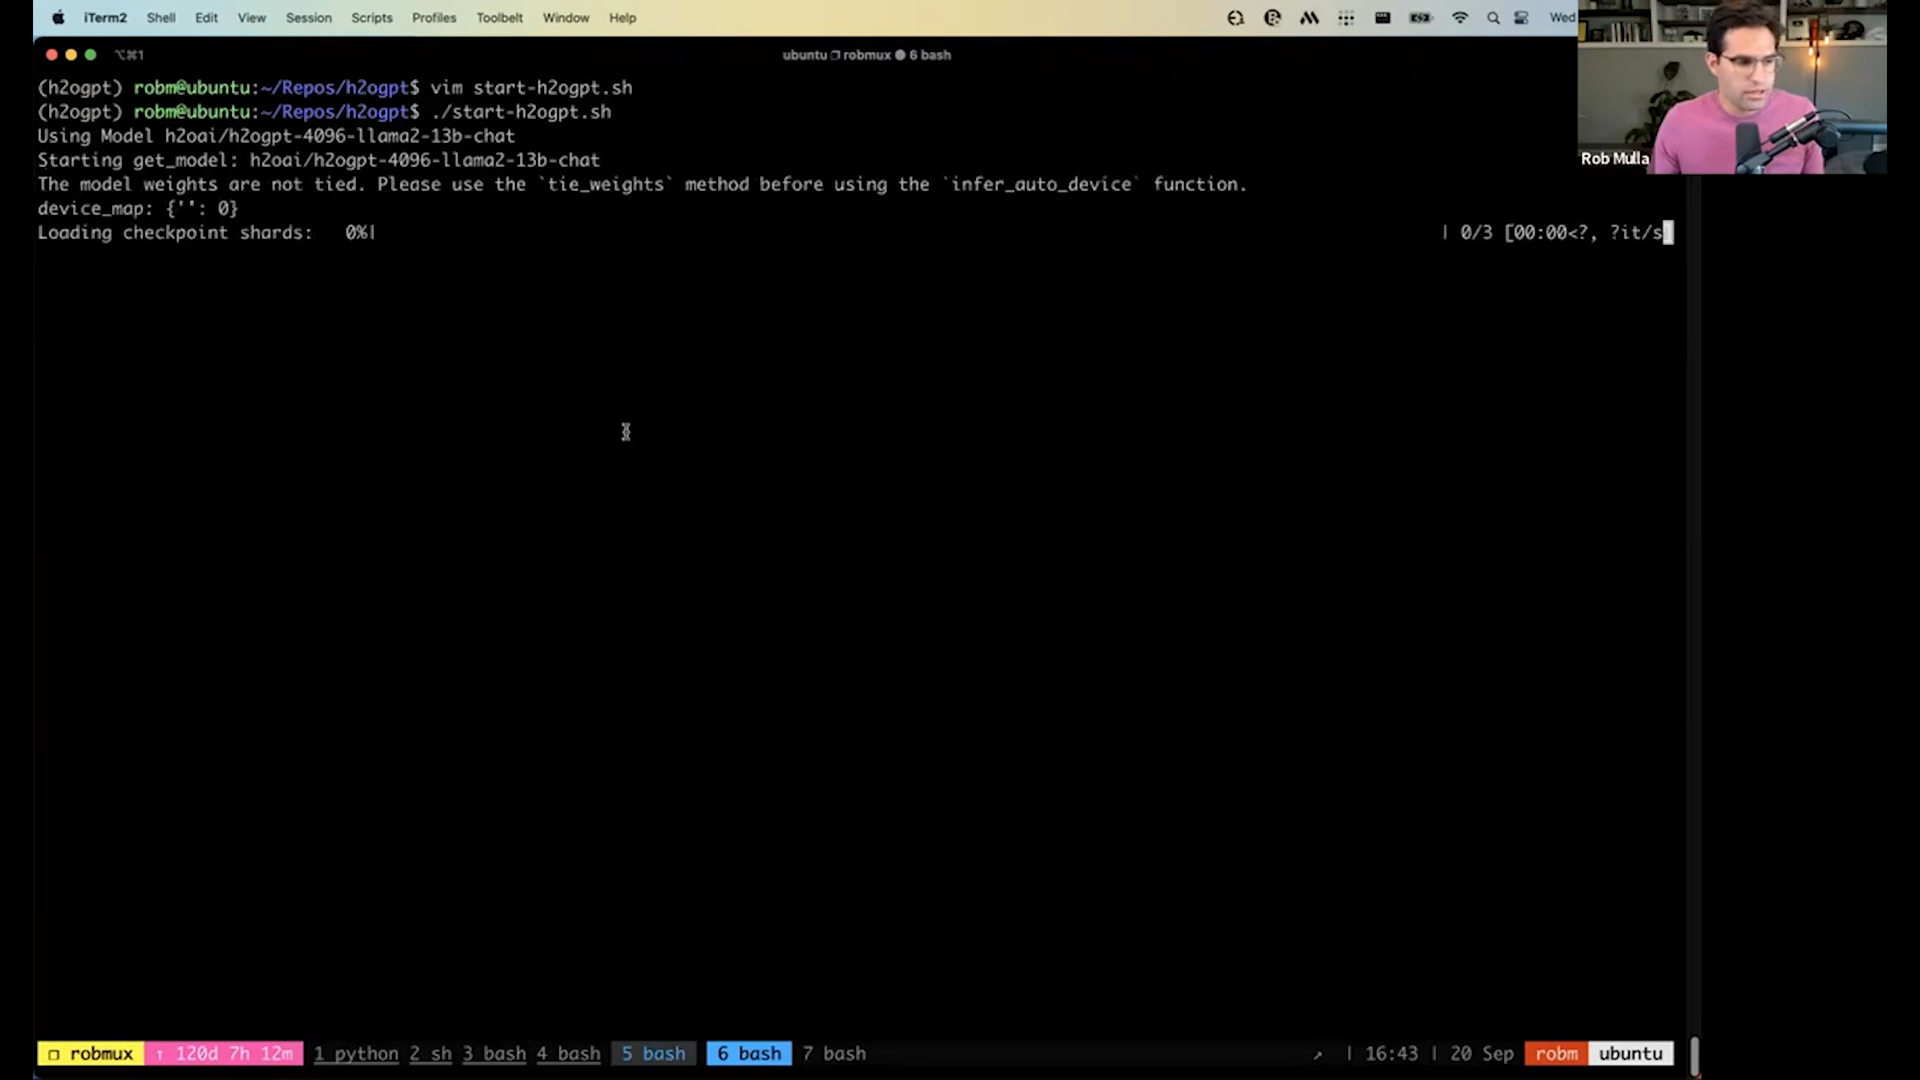 iTerm2 Shell Edit View Session Scripts Profiles Toolbelt Window Help Wed
⌥⌘1 ubuntu ❐ robmux ● 6 bash
(h2ogpt) robm@ubuntu:~/Repos/h2ogpt$ vim start-h2ogpt.sh
(h2ogpt) robm@ubuntu:~/Repos/h2ogpt$ ./start-h2ogpt.sh
Using Model h2oai/h2ogpt-4096-llama2-13b-chat
Starting get_model: h2oai/h2ogpt-4096-llama2-13b-chat
Rob Mulla
The model weights are not tied. Please use the `tie_weights` method before using the `infer_auto_device` function.
device_map: {'': 0}
Loading checkpoint shards: 0%| | 0/3 [00:00<?, ?it/s
❐ robmux ↑ 120d 7h 12m 1 python 2 sh 3 bash 4 bash 5 bash 6 bash 7 bash ↗ | 16:43 | 20 Sep robm ubuntu